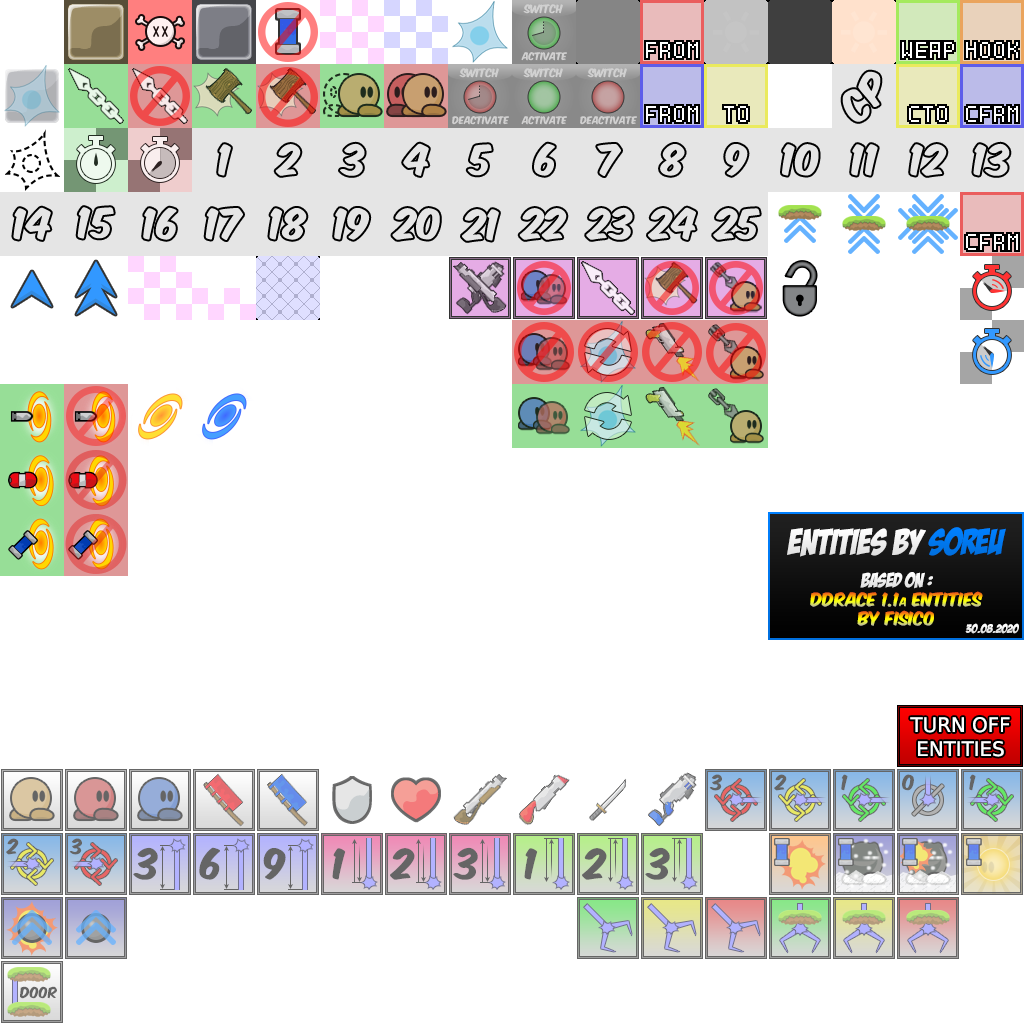 SWITCH
ACTIVATE
FROM
WEAP
HOOK
SWITCH
DEACTIVATE
SWITCH
ACTIVATE
SWITCH
DEACTIVATE
FROM
TO
CP
CTO
CFRM
1 2 3 4 5 6 7 8 9 10 11 12 13
14 15 16 17 18 19 20 21 22 23 24 25
CFRM
ENTITIES BY SOREU
BASED ON :
DDRACE 1.1A ENTITIES
BY FISICO
30.08.2020
TURN OFF
ENTITIES
3 2 1 0 1
2 3 3 6 9 1 2 3 1 2 3
DOOR